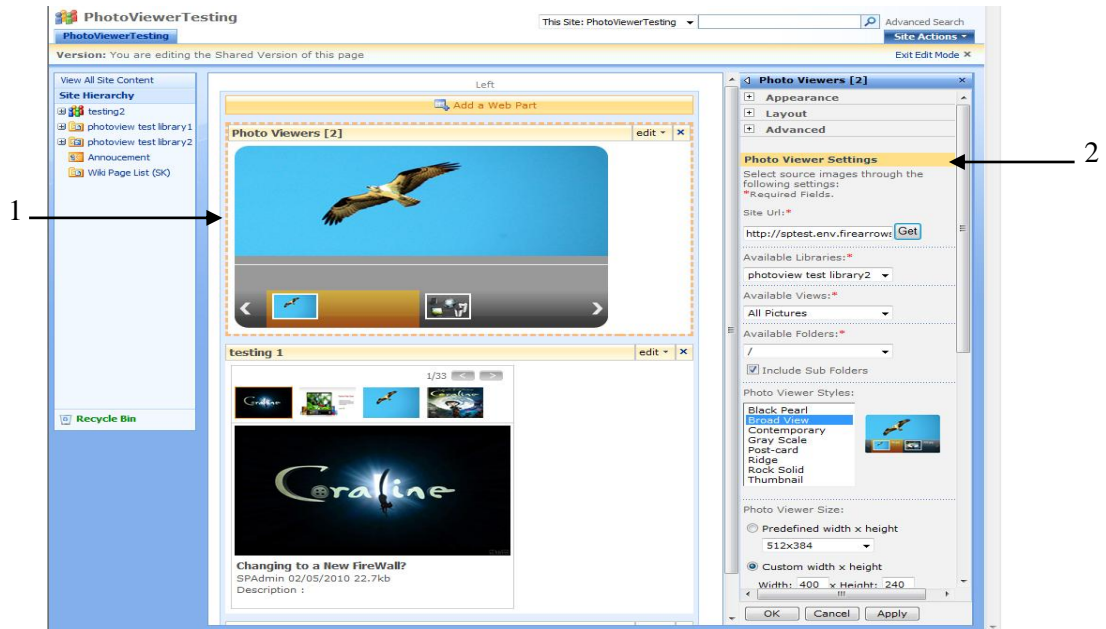 PhotoViewerTesting
This Site: PhotoViewerTesting
Advanced Search
PhotoViewerTesting
Site Actions
Version: You are editing the Shared Version of this page
Exit Edit Mode ×
View All Site Content
Site Hierarchy
testing2
photoview test library1
photoview test library2
Annoucement
Wiki Page List (SK)
Recycle Bin
Left
Add a Web Part
Photo Viewers [2]
edit
1
testing 1
edit
1/33
Coraline
Coraline
Coraline
Changing to a New FireWall?
SPAdmin 02/05/2010 22.7kb
Description :
Photo Viewers [2]
Appearance
Layout
Advanced
Photo Viewer Settings
2
Select source images through the
following settings:
*Required Fields.
Site Url:*
http://sptest.env.firearrow
Get
Available Libraries:*
photoview test library2
Available Views:*
All Pictures
Available Folders:*
/
Include Sub Folders
Photo Viewer Styles:
Black Pearl
Broad View
Contemporary
Gray Scale
Post-card
Ridge
Rock Solid
Thumbnail
Photo Viewer Size:
Predefined width x height
512x384
Custom width x height
Width: 400 x Height: 240
OK Cancel Apply